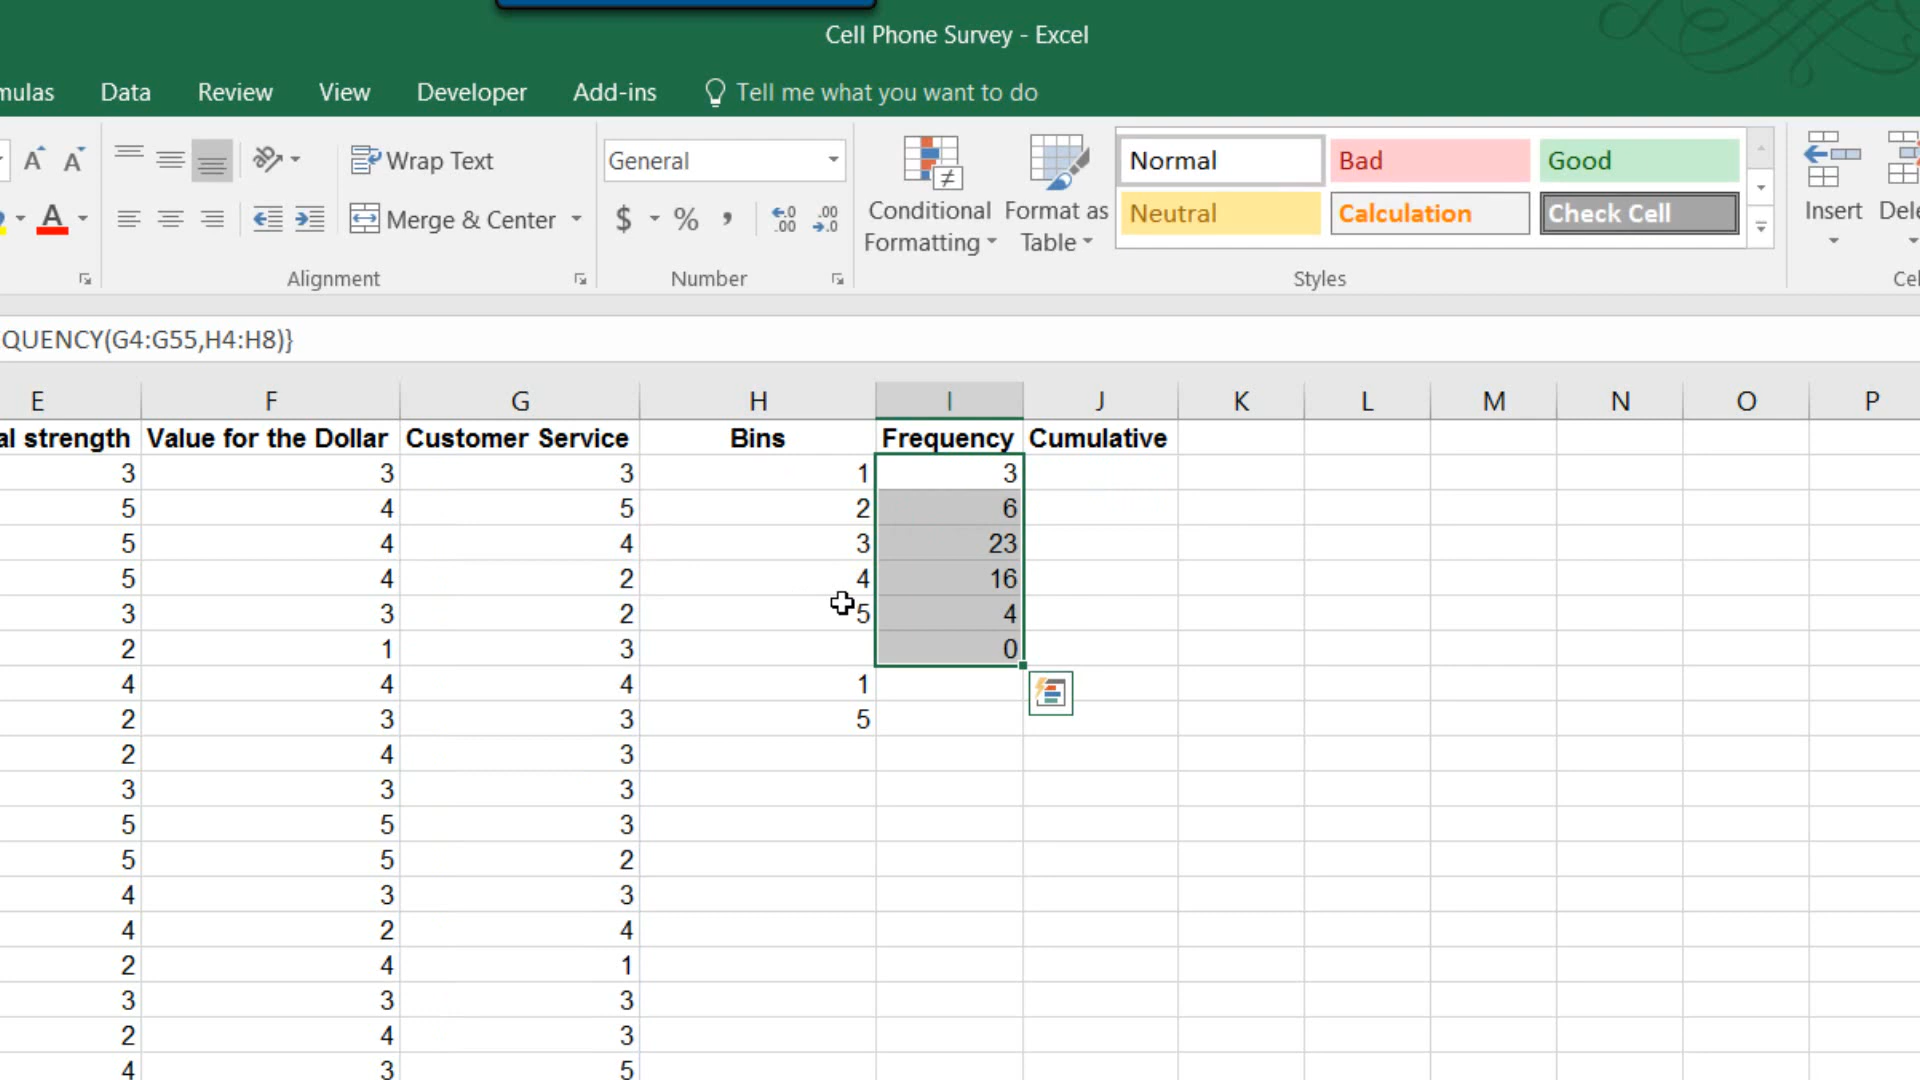 Cell Phone Survey - Excel
mulas Data Review View Developer Add-ins Tell me what you want to do
Wrap Text General Normal Bad Good
Merge & Center $ % , Conditional Formatting Format as Table Neutral Calculation Check Cell Insert Dele
Alignment Number Styles Cel
QUENCY(G4:G55,H4:H8)}
E F G H I J K L M N O P
al strength Value for the Dollar Customer Service Bins Frequency Cumulative
3 3 3 1 3
5 4 5 2 6
5 4 4 3 23
5 4 2 4 16
3 3 2 5 4
2 1 3 0
4 4 4 1
2 3 3 5
2 4 3
3 3 3
5 5 3
5 5 2
4 3 3
4 2 4
2 4 1
3 3 3
2 4 3
4 3 5